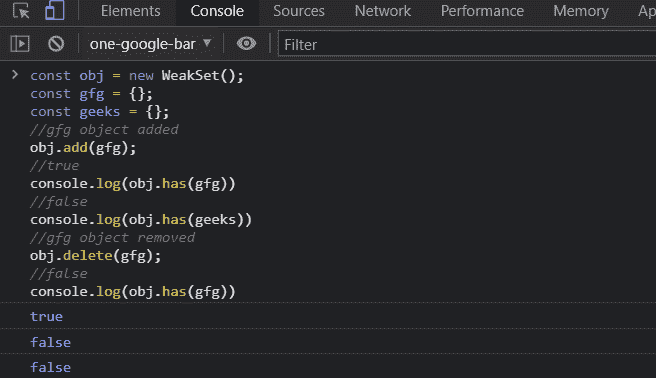 Elements Console Sources Network Performance Memory Ap
one-google-bar ▼ Filter
> const obj = new WeakSet();
const gfg = {};
const geeks = {};
//gfg object added
obj.add(gfg);
//true
console.log(obj.has(gfg))
//false
console.log(obj.has(geeks))
//gfg object removed
obj.delete(gfg);
//false
console.log(obj.has(gfg))
true
false
false